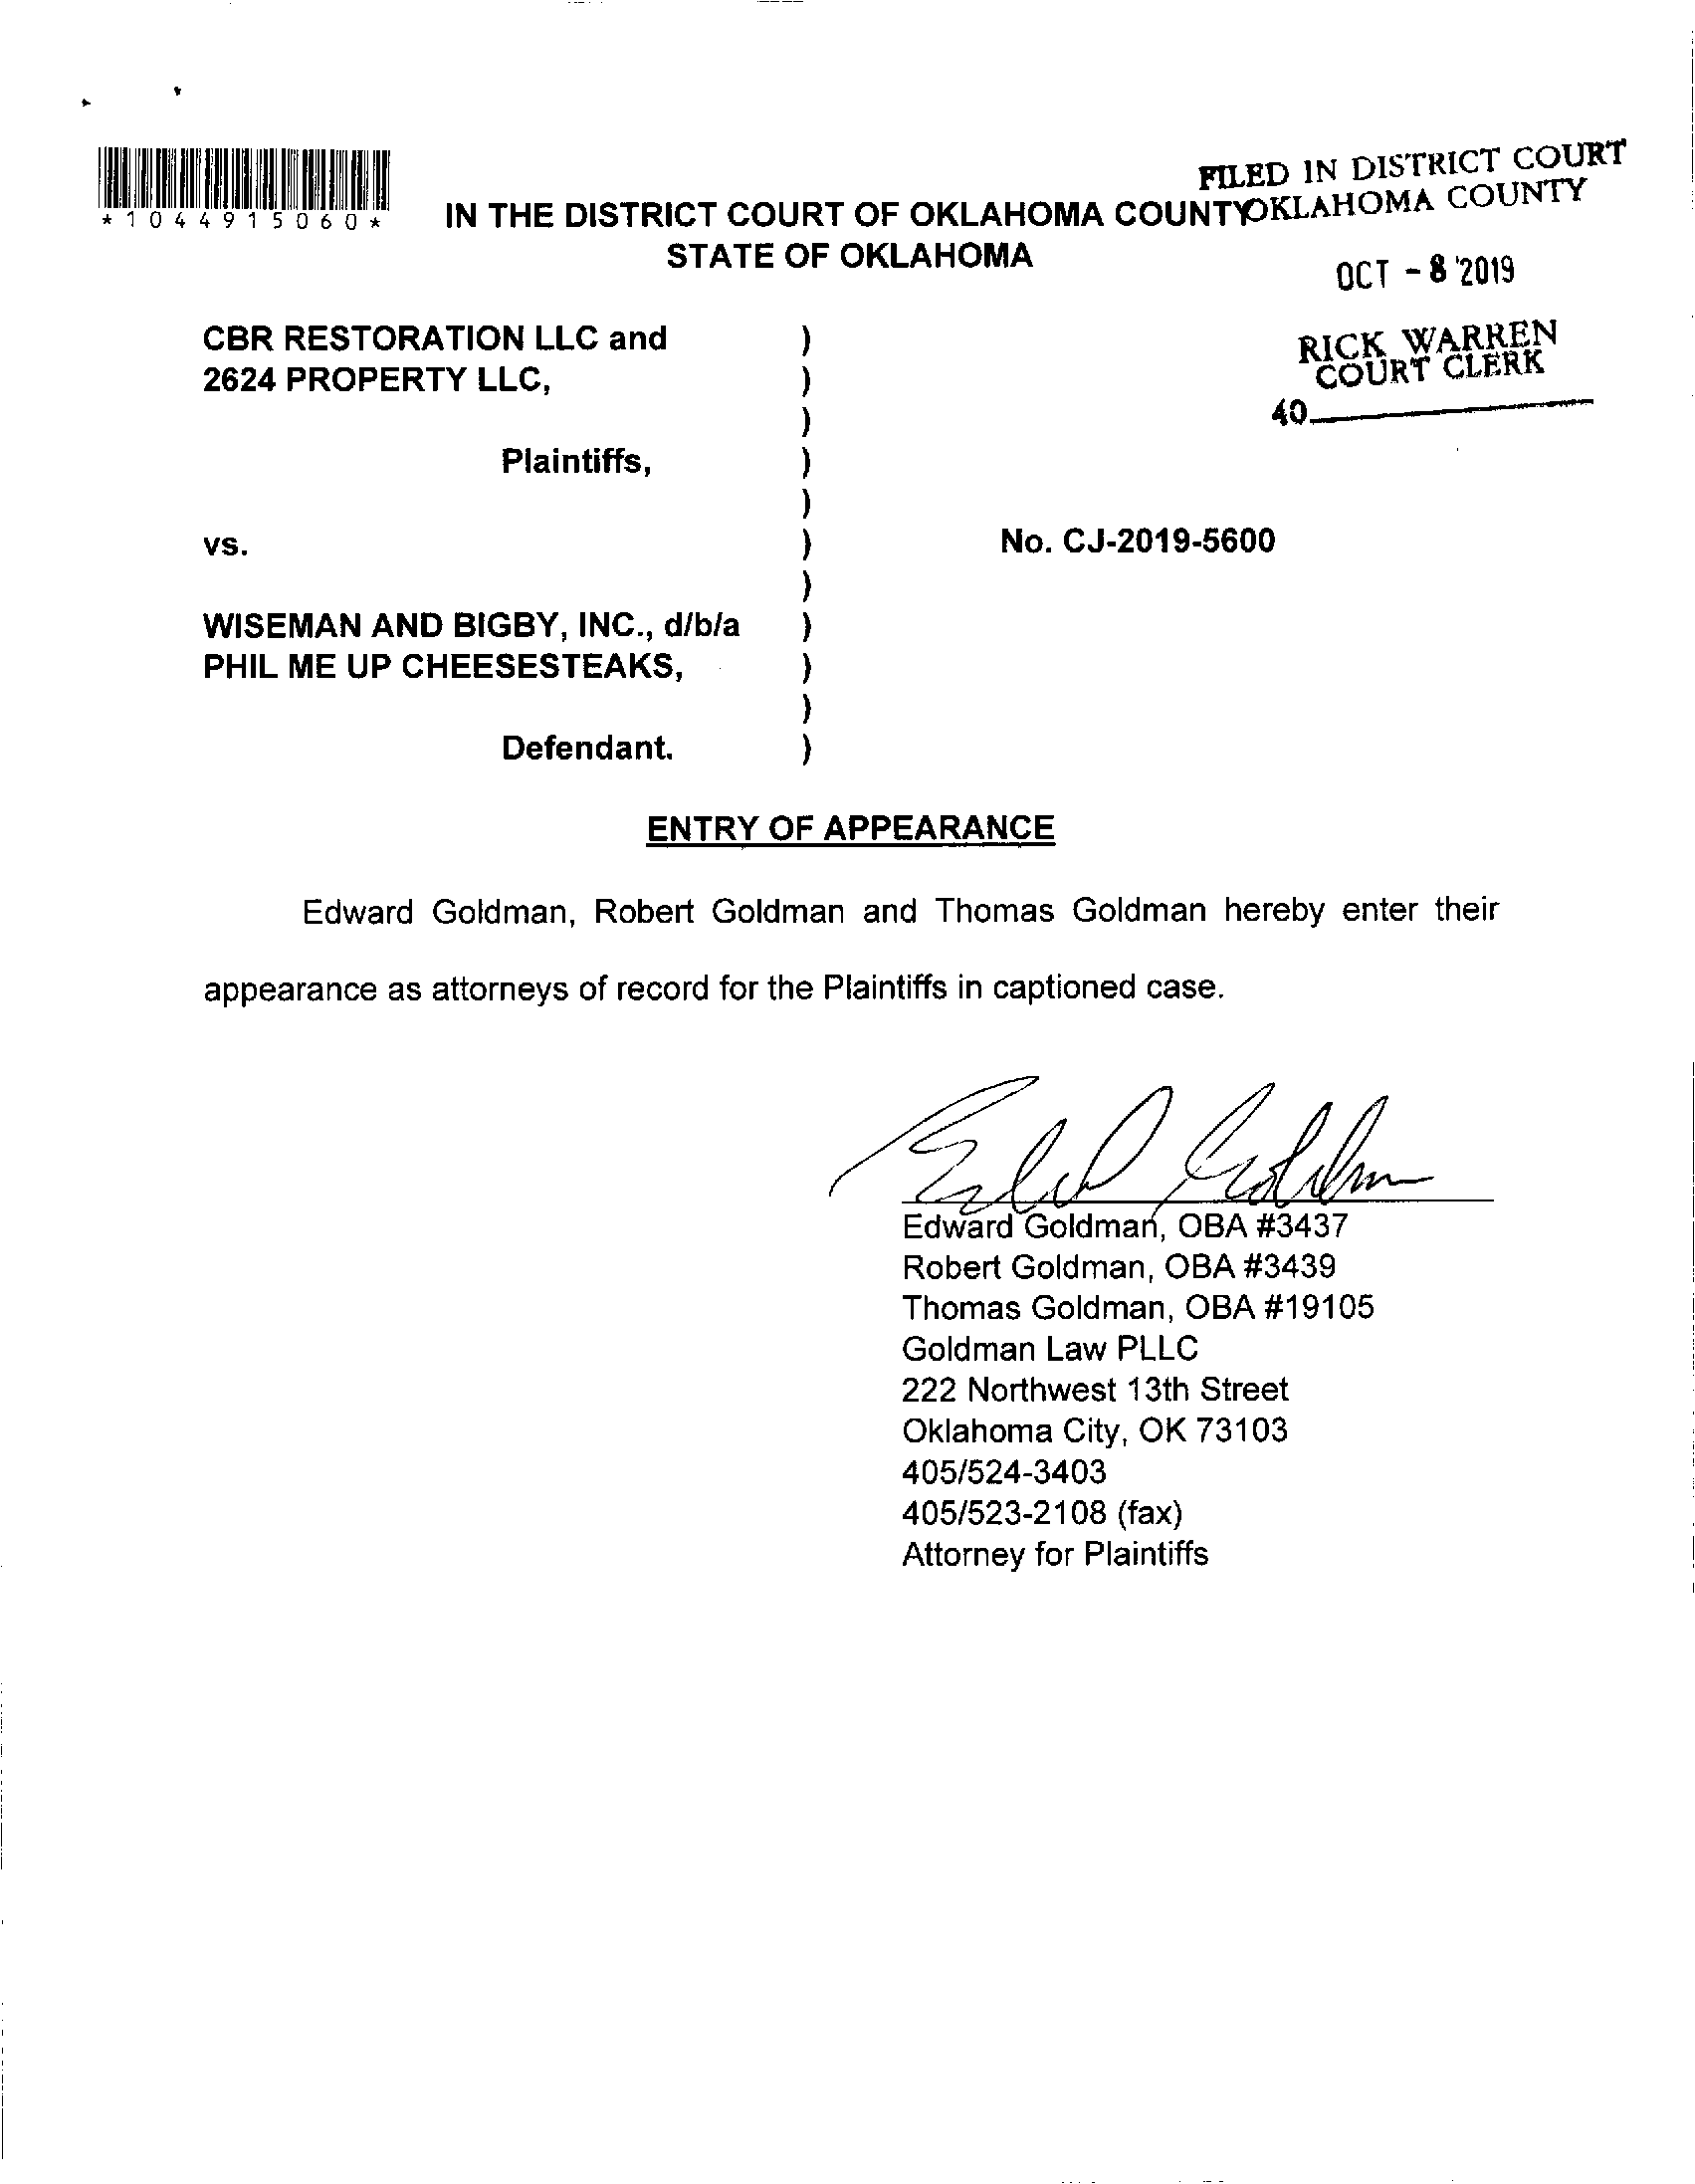 FILED IN DISTRICT COURT
OKLAHOMA COUNTY
*1044915060*
IN THE DISTRICT COURT OF OKLAHOMA COUNTY
STATE OF OKLAHOMA
OCT - 8 '2019
RICK WARREN
COURT CLERK
40
CBR RESTORATION LLC and )
2624 PROPERTY LLC, )
)
Plaintiffs, )
)
vs. ) No. CJ-2019-5600
)
WISEMAN AND BIGBY, INC., d/b/a )
PHIL ME UP CHEESESTEAKS, )
)
Defendant. )
ENTRY OF APPEARANCE
Edward Goldman, Robert Goldman and Thomas Goldman hereby enter their
appearance as attorneys of record for the Plaintiffs in captioned case.
Edward Goldman
Edward Goldman, OBA #3437
Robert Goldman, OBA #3439
Thomas Goldman, OBA #19105
Goldman Law PLLC
222 Northwest 13th Street
Oklahoma City, OK 73103
405/524-3403
405/523-2108 (fax)
Attorney for Plaintiffs